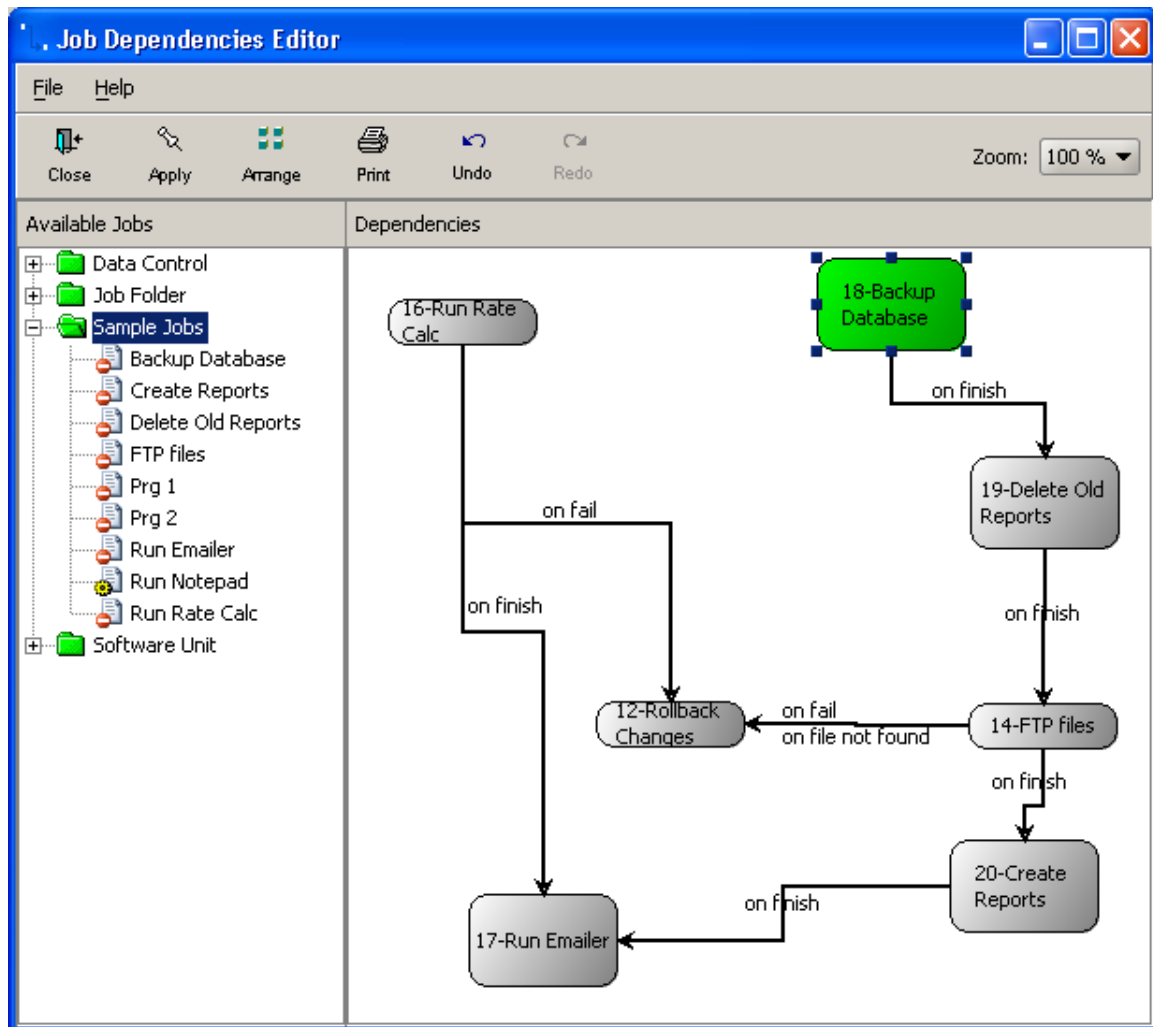 Job Dependencies Editor
File Help
Close Apply Arrange Print Undo Redo Zoom: 100 %
Available Jobs
Data Control
Job Folder
Sample Jobs
Backup Database
Create Reports
Delete Old Reports
FTP files
Prg 1
Prg 2
Run Emailer
Run Notepad
Run Rate Calc
Software Unit
Dependencies
16-Run Rate
Calc
18-Backup
Database
on finish
19-Delete Old
Reports
on fail
on finish
on finish
12-Rollback
Changes
on fail
on file not found
14-FTP files
on finish
20-Create
Reports
on finish
17-Run Emailer